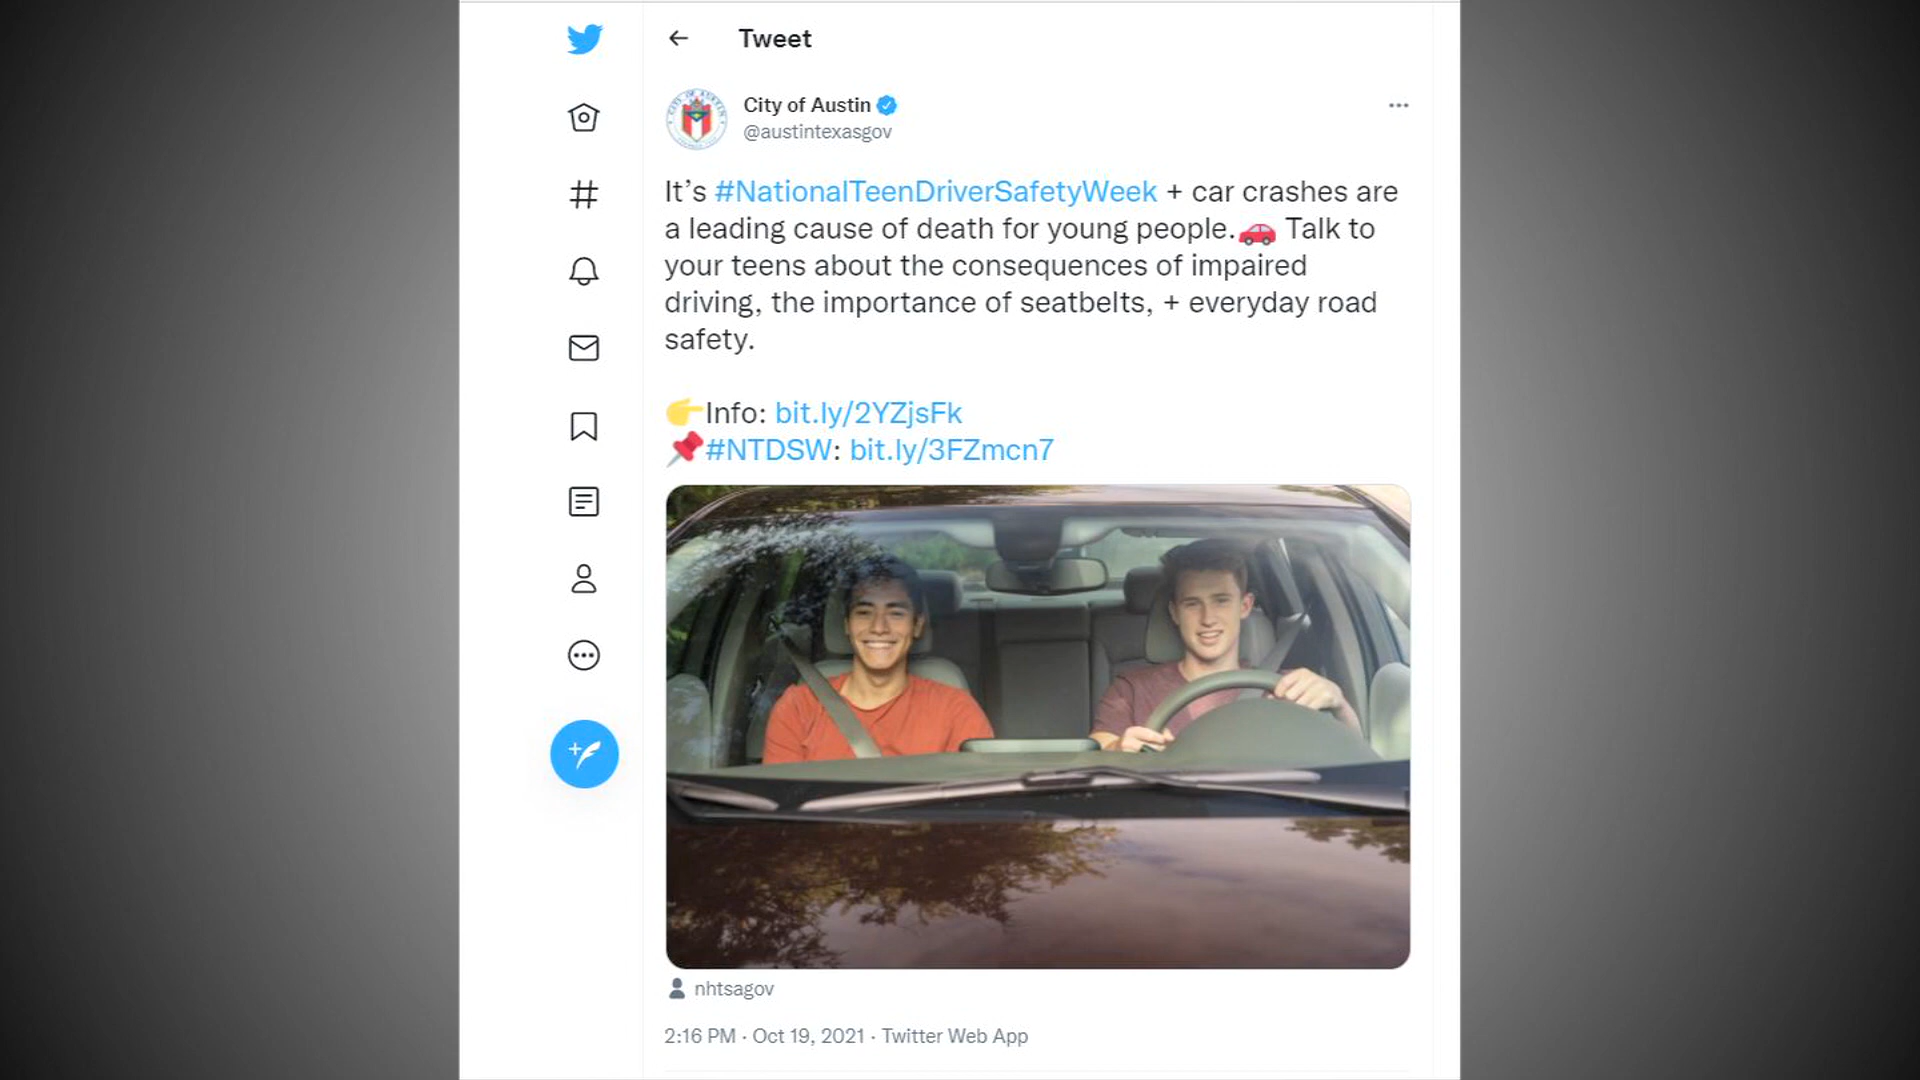 Tweet
City of Austin
@austintexasgov
It’s #NationalTeenDriverSafetyWeek + car crashes are
a leading cause of death for young people.🚗 Talk to
your teens about the consequences of impaired
driving, the importance of seatbelts, + everyday road
safety.
👉Info: bit.ly/2YZjsFk
📌#NTDSW: bit.ly/3FZmcn7
nhtsagov
2:16 PM · Oct 19, 2021 · Twitter Web App